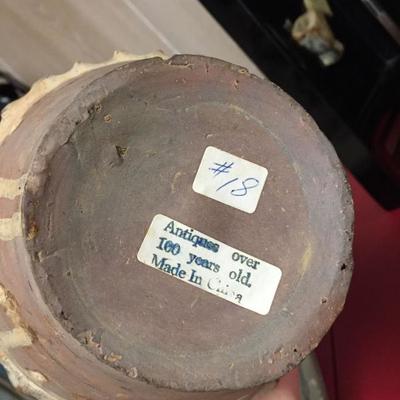 #18
Antiques over
100 years old.
Made In China